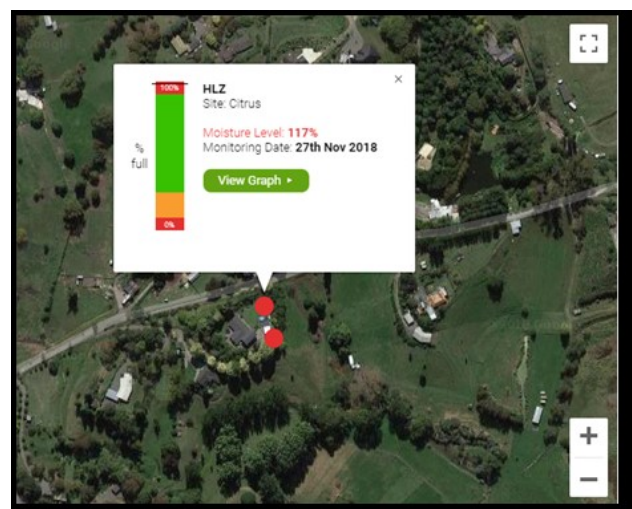 100%
% full
0%
HLZ
Site: Citrus
Moisture Level: 117%
Monitoring Date: 27th Nov 2018
View Graph